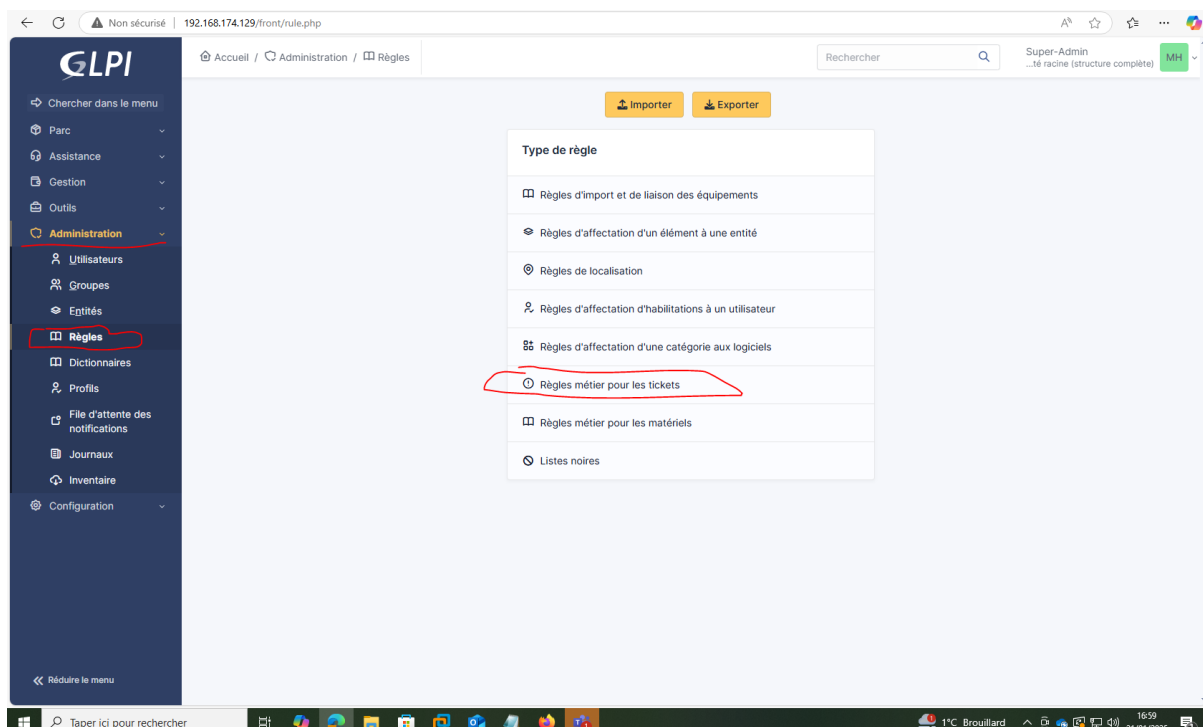 Non sécurisé | 192.168.174.129/front/rule.php
GLPI
Accueil / Administration / Règles
Rechercher
Super-Admin
...té racine (structure complète)
MH
Chercher dans le menu
Parc
Assistance
Gestion
Outils
Administration
Utilisateurs
Groupes
Entités
Règles
Dictionnaires
Profils
File d'attente des
notifications
Journaux
Inventaire
Configuration
Réduire le menu
Importer
Exporter
Type de règle
Règles d'import et de liaison des équipements
Règles d'affectation d'un élément à une entité
Règles de localisation
Règles d'affectation d'habilitations à un utilisateur
Règles d'affectation d'une catégorie aux logiciels
Règles métier pour les tickets
Règles métier pour les matériels
Listes noires
Taper ici pour rechercher
1°C Brouillard
16:59